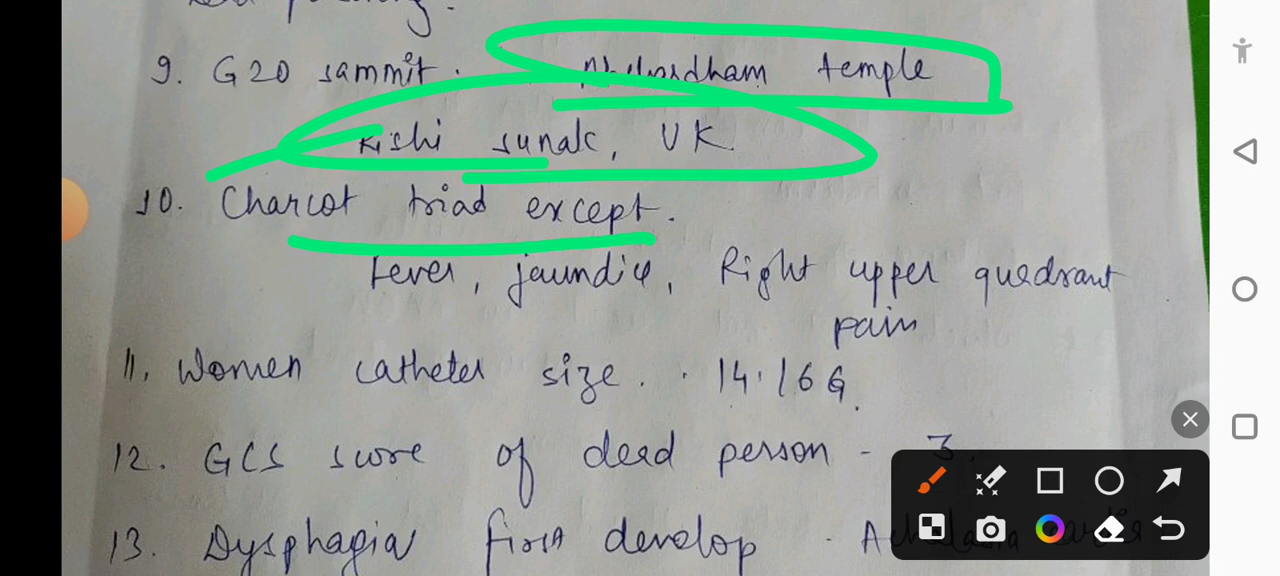 9. G20 sammit. temple
Rishi sunak, UK.
10. Charcot triad except.
Fever, jaundie, Right upper quedrant
pain
11. Women catheter size. . 14.16G.
12. GCS score of dead person - 3.
13. Dysphagia first develop .